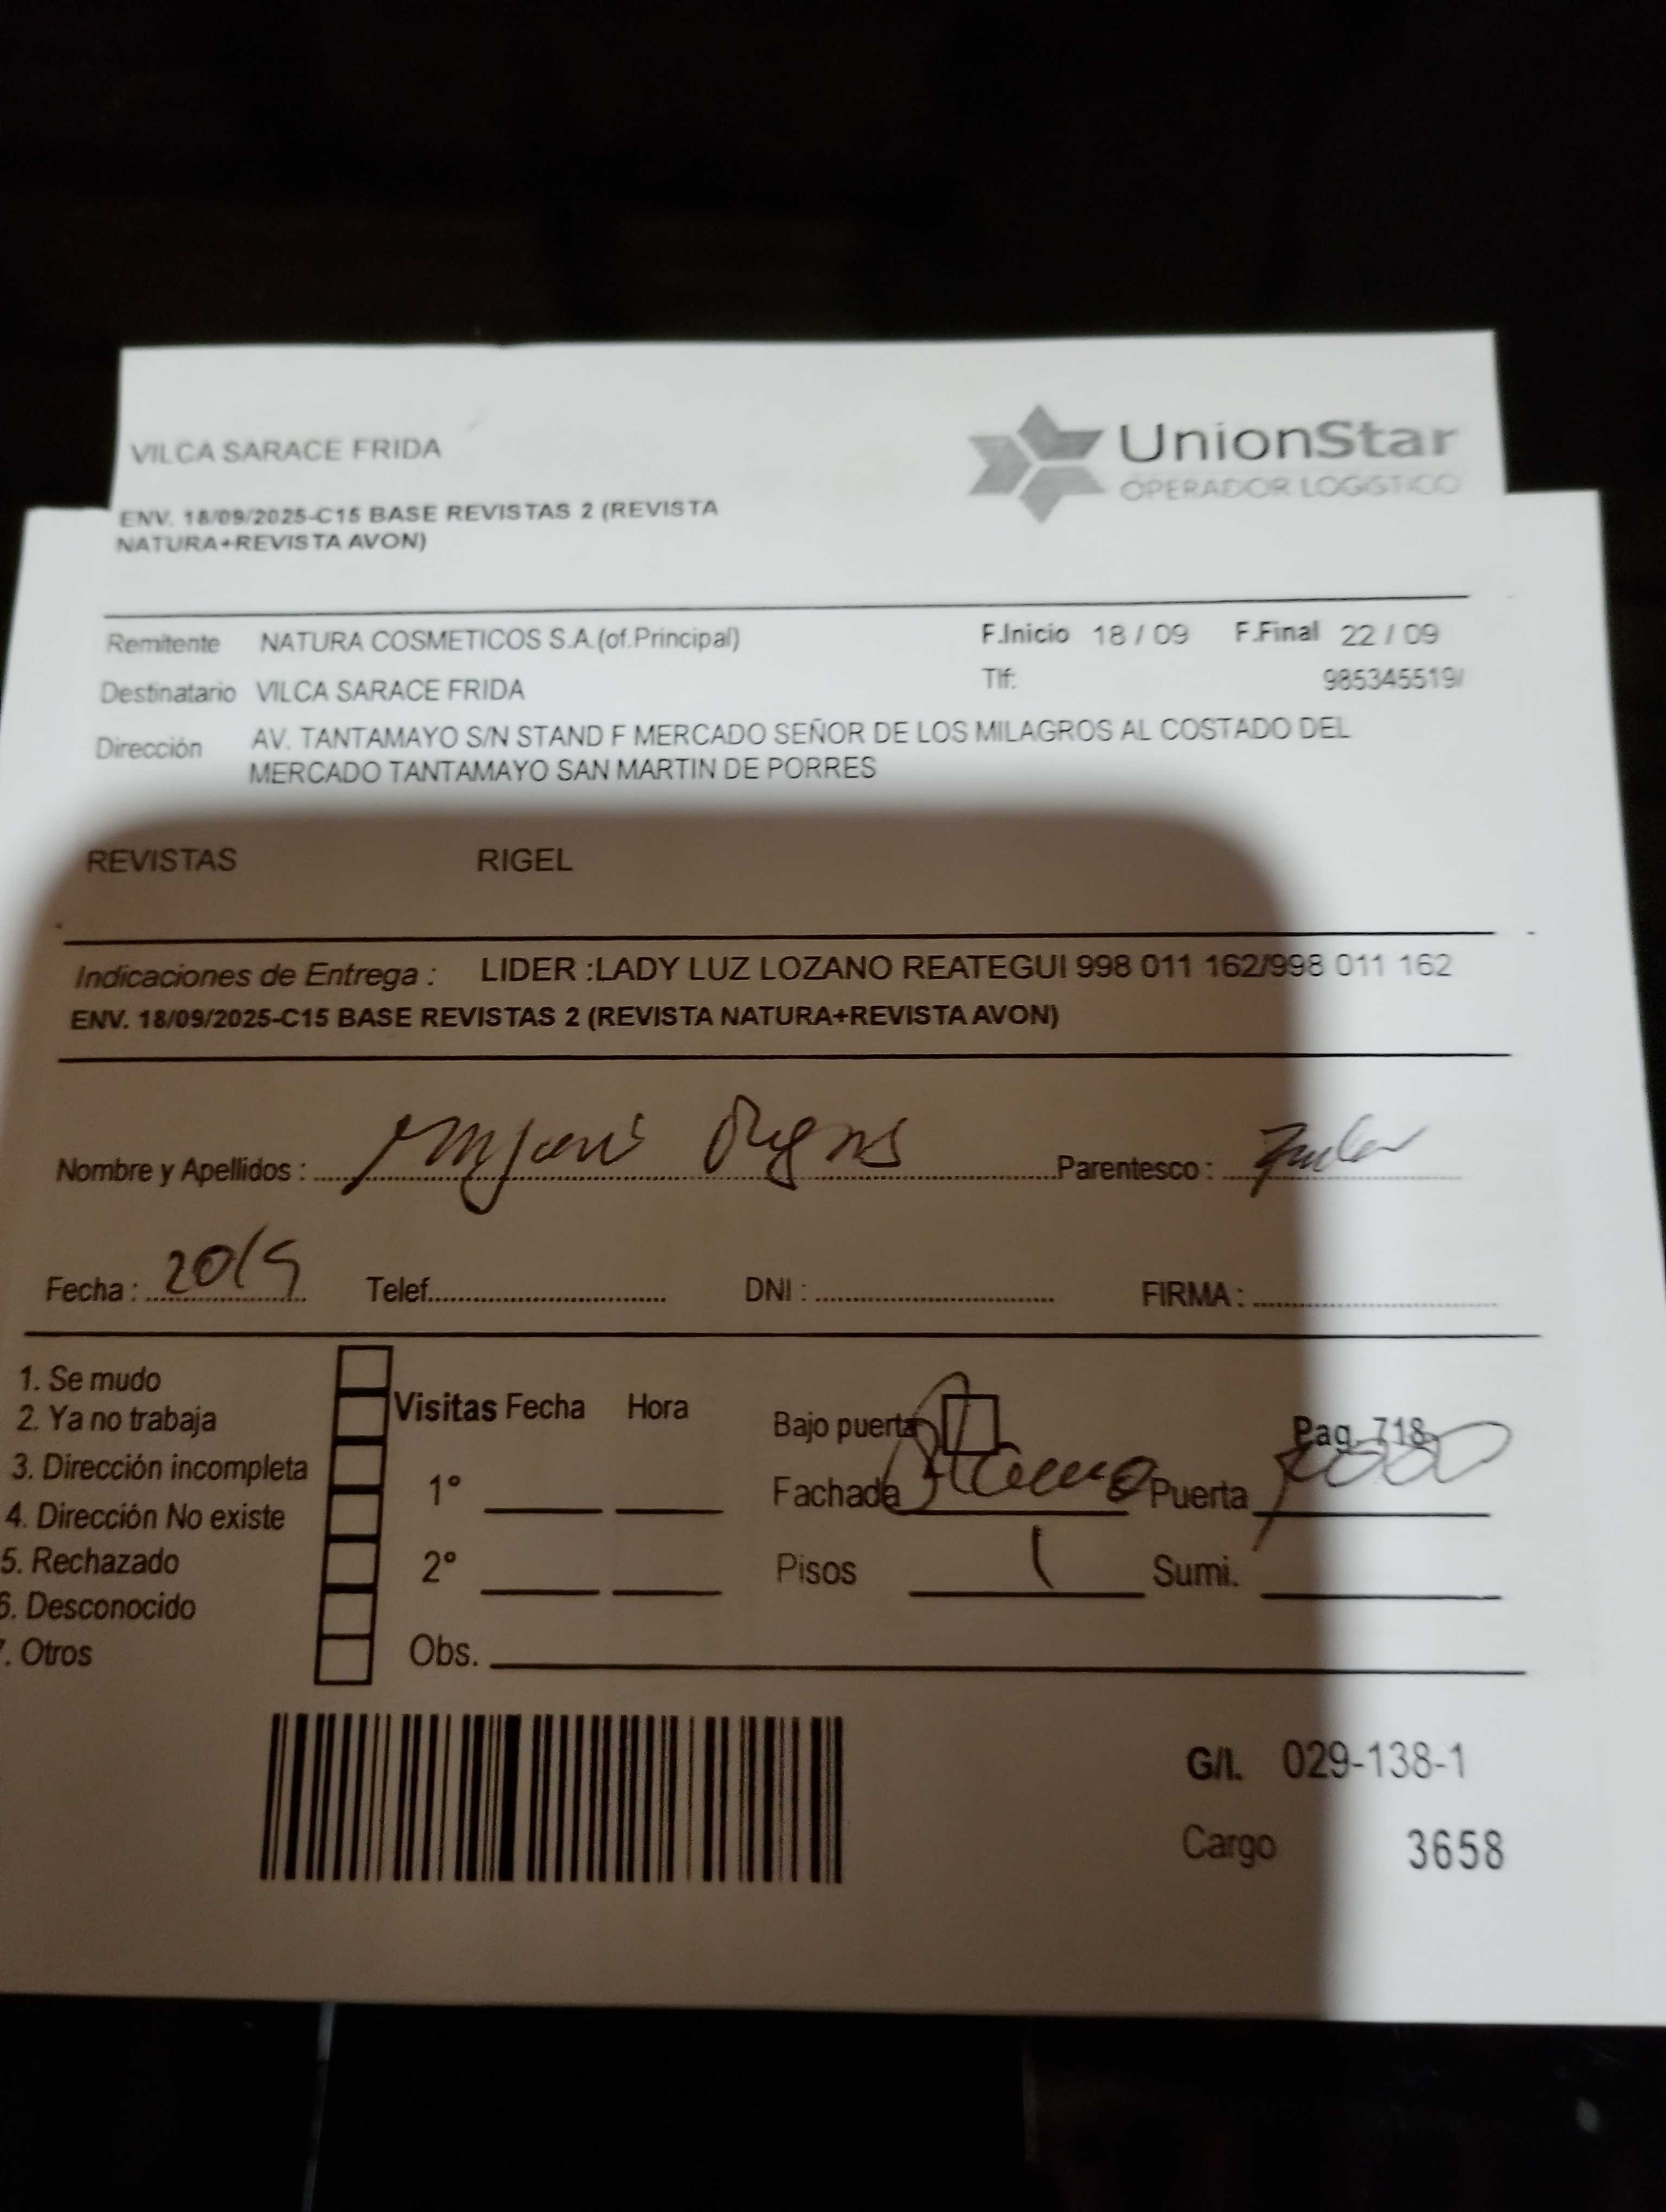 VILCA SARACE FRIDA
UnionStar
OPERADOR LOGGSTICO
ENV. 18/09/2025-C15 BASE REVISTAS 2 (REVISTA
NATURA+REVISTA AVON)
Remitente NATURA COSMETICOS S.A.(of.Principal) F.Inicio 18 / 09 F.Final 22 / 09
Destinatario VILCA SARACE FRIDA Tlf: 985345519/
Dirección AV. TANTAMAYO S/N STAND F MERCADO SEÑOR DE LOS MILAGROS AL COSTADO DEL
MERCADO TANTAMAYO SAN MARTIN DE PORRES
REVISTAS RIGEL
Indicaciones de Entrega : LIDER :LADY LUZ LOZANO REATEGUI 998 011 162/998 011 162
ENV. 18/09/2025-C15 BASE REVISTAS 2 (REVISTA NATURA+REVISTA AVON)
Nombre y Apellidos : Parentesco :
Fecha : Telef. DNI : FIRMA :
1. Se mudo
2. Ya no trabaja
3. Dirección incompleta
4. Dirección No existe
5. Rechazado
6. Desconocido
7. Otros
Visitas Fecha Hora
1°
2°
Obs.
Bajo puerta Pag. 718
Fachada Puerta
Pisos 1 Sumi.
G/I. 029-138-1
Cargo 3658